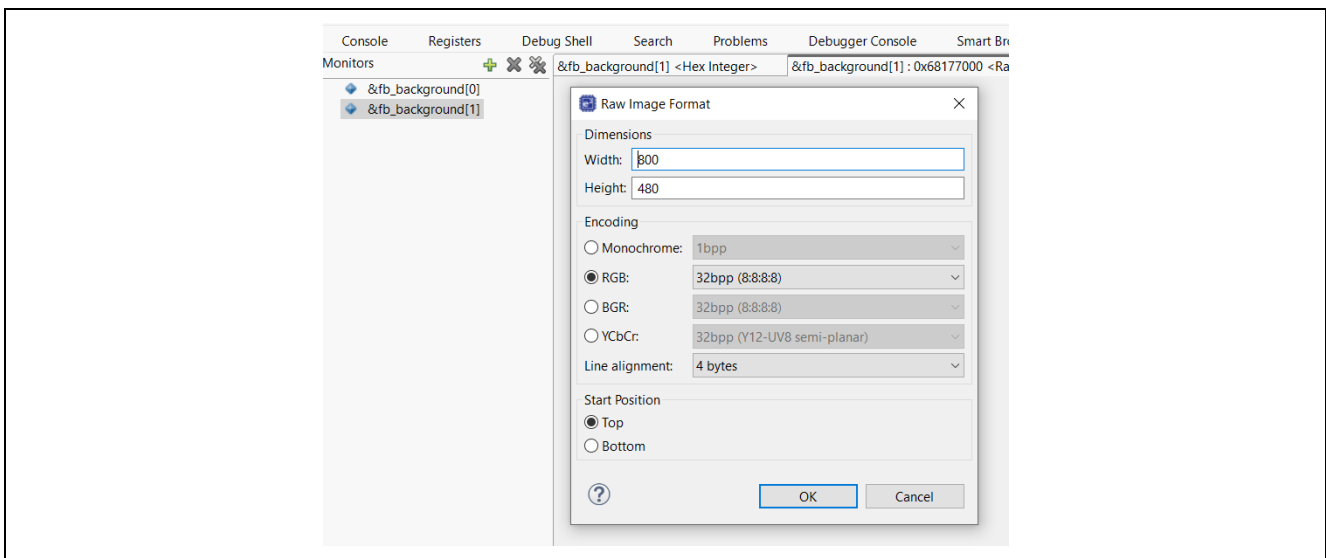 Console Registers Debug Shell Search Problems Debugger Console Smart Bro
Monitors &fb_background[1] <Hex Integer> &fb_background[1] : 0x68177000 <Ra
&fb_background[0]
&fb_background[1]
Raw Image Format
Dimensions
Width: 800
Height: 480
Encoding
Monochrome: 1bpp
RGB: 32bpp (8:8:8:8)
BGR: 32bpp (8:8:8:8)
YCbCr: 32bpp (Y12-UV8 semi-planar)
Line alignment: 4 bytes
Start Position
Top
Bottom
? OK Cancel